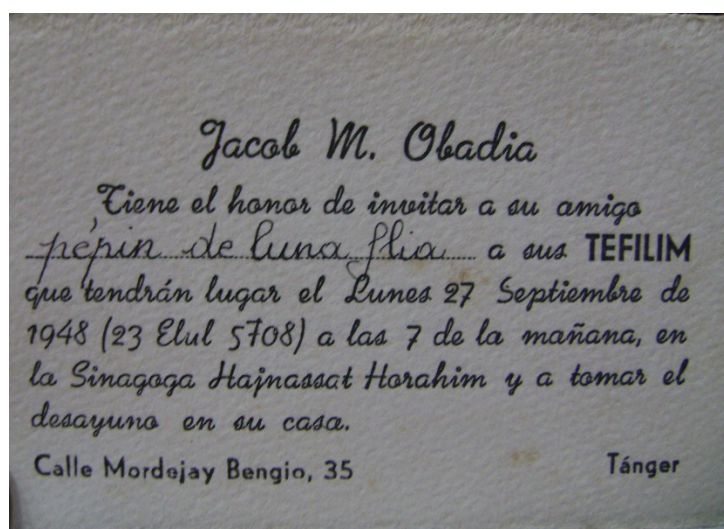 Jacob M. Obadia
Tiene el honor de invitar a su amigo
pépin de luna flia a sus TEFILIM
que tendrán lugar el Lunes 27 Septiembre de
1948 (23 Elul 5708) a las 7 de la mañana, en
la Sinagoga Hajnassat Horahim y a tomar el
desayuno en su casa.
Calle Mordejay Bengio, 35 Tánger